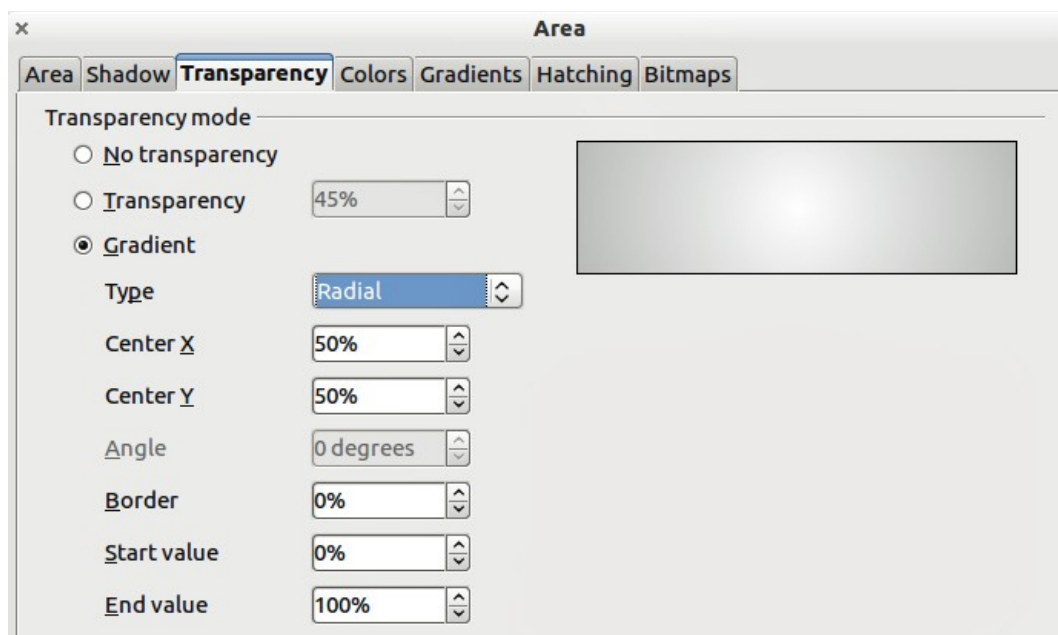 Area
Area Shadow Transparency Colors Gradients Hatching Bitmaps
Transparency mode
No transparency
Transparency 45%
Gradient
Type Radial
Center X 50%
Center Y 50%
Angle 0 degrees
Border 0%
Start value 0%
End value 100%